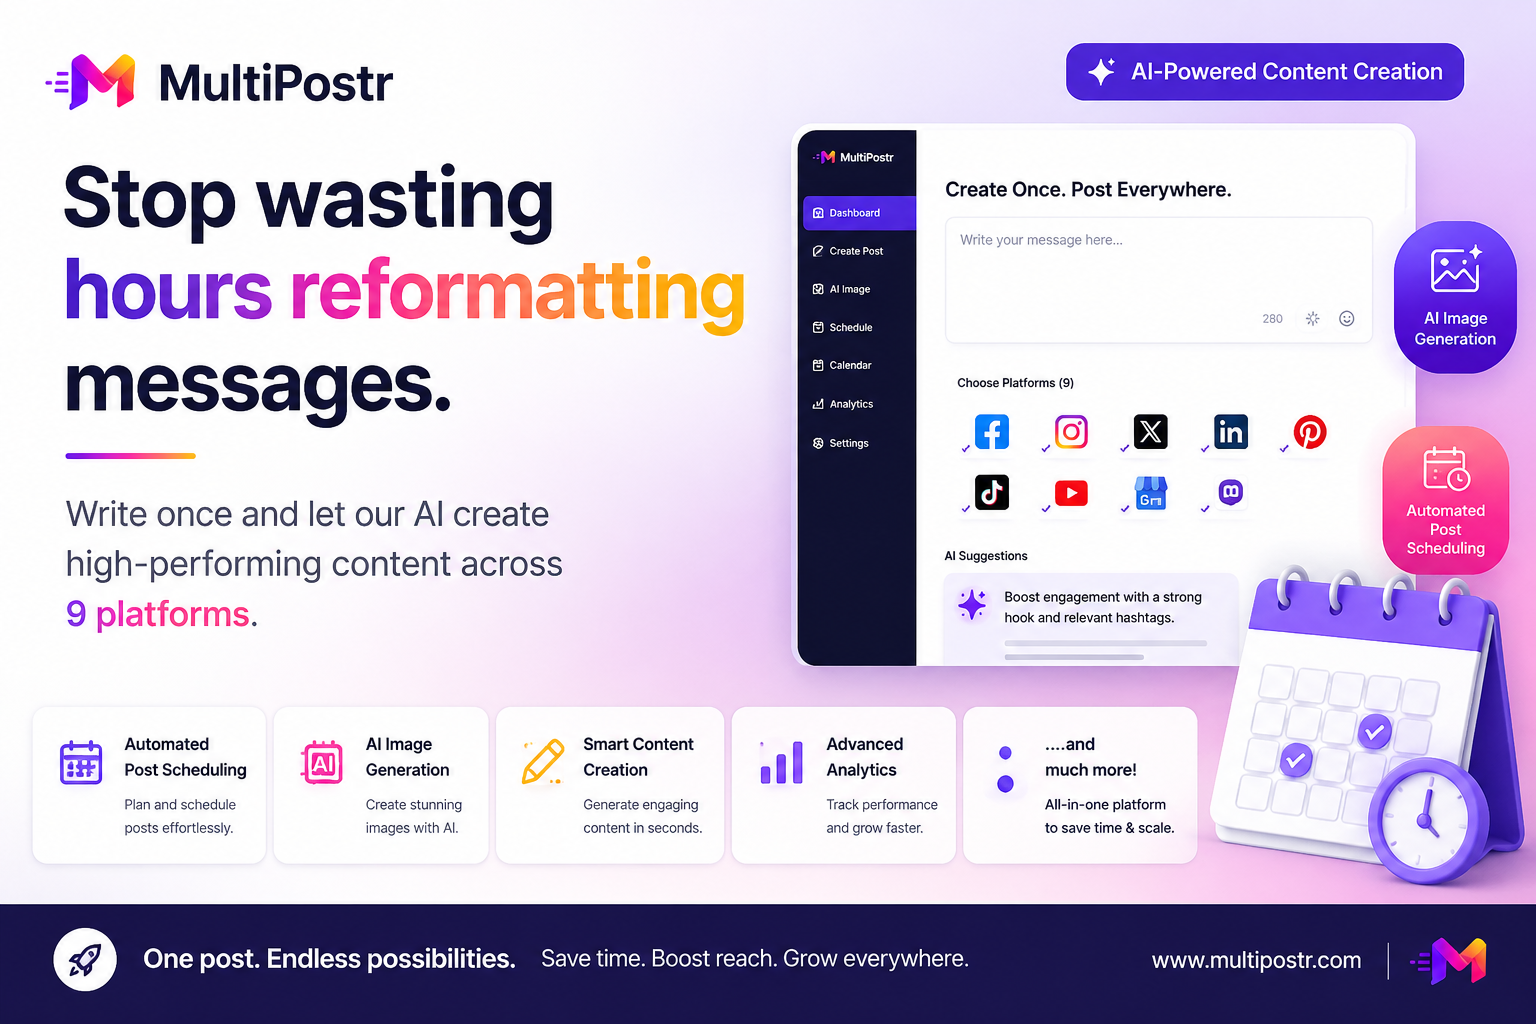 MultiPostr
AI-Powered Content Creation
Stop wasting
hours reformatting
messages.
Write once and let our AI create
high-performing content across
9 platforms.
MultiPostr
Dashboard
Create Post
AI Image
Schedule
Calendar
Analytics
Settings
Create Once. Post Everywhere.
Write your message here...
280
Choose Platforms (9)
AI Suggestions
Boost engagement with a strong
hook and relevant hashtags.
AI Image
Generation
Automated
Post
Scheduling
Automated
Post Scheduling
Plan and schedule
posts effortlessly.
AI
AI Image
Generation
Create stunning
images with AI.
Smart Content
Creation
Generate engaging
content in seconds.
Advanced
Analytics
Track performance
and grow faster.
....and
much more!
All-in-one platform
to save time & scale.
One post. Endless possibilities.
Save time. Boost reach. Grow everywhere.
www.multipostr.com